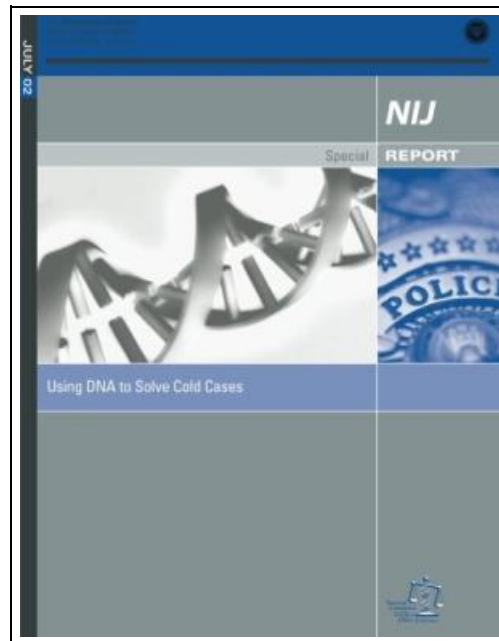 JULY 02
NIJ
Special REPORT
POLICE
Using DNA to Solve Cold Cases